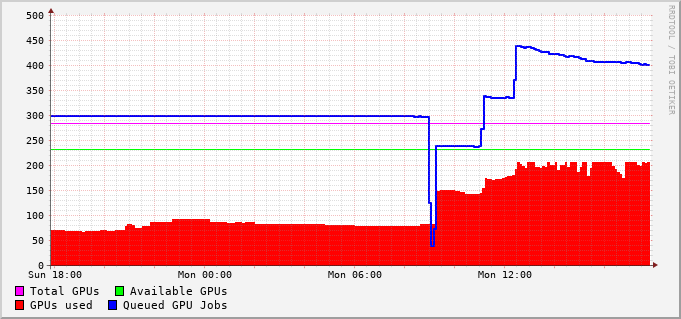 500
450
400
350
300
250
200
150
100
50
0
Sun 18:00 Mon 00:00 Mon 06:00 Mon 12:00
Total GPUs Available GPUs
GPUs used Queued GPU Jobs
RRDTOOL / TOBI OETIKER